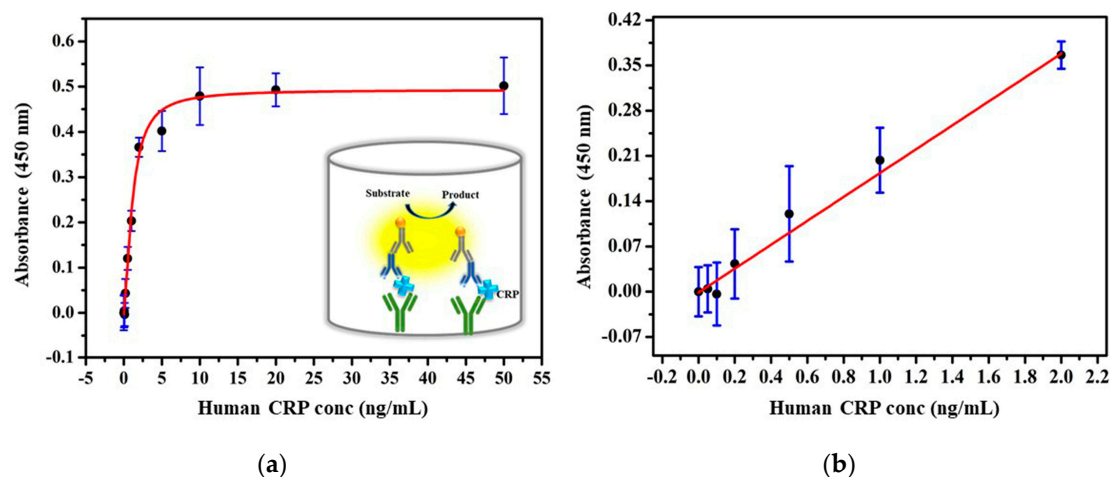 (a)
Absorbance (450 nm)
0.6
0.5
0.4
0.3
0.2
0.1
0.0
-0.1
-5 0 5 10 15 20 25 30 35 40 45 50 55
Human CRP conc (ng/mL)
Substrate Product
CRP
(b)
Absorbance (450 nm)
0.42
0.35
0.28
0.21
0.14
0.07
0.00
-0.07
-0.2 0.0 0.2 0.4 0.6 0.8 1.0 1.2 1.4 1.6 1.8 2.0 2.2
Human CRP conc (ng/mL)
(a) (b)